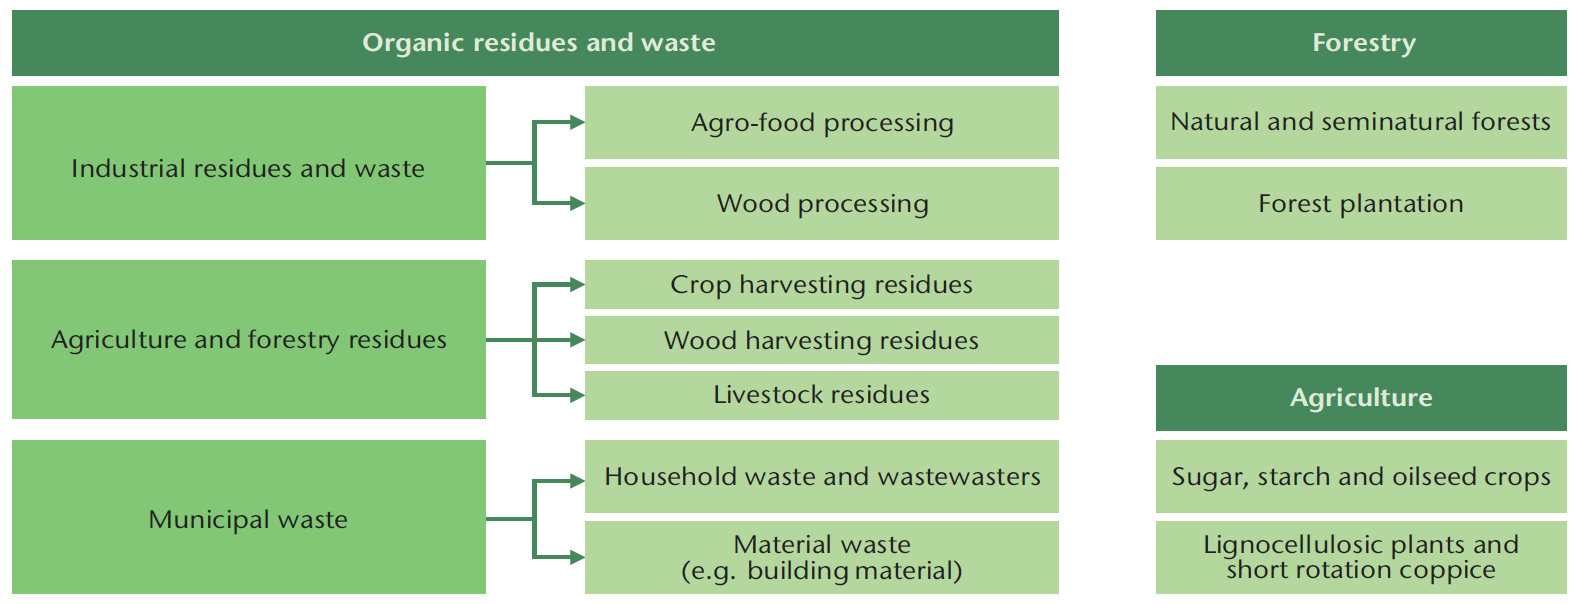 Organic residues and waste
Industrial residues and waste
Agro-food processing
Wood processing
Agriculture and forestry residues
Crop harvesting residues
Wood harvesting residues
Livestock residues
Municipal waste
Household waste and wastewasters
Material waste
(e.g. building material)
Forestry
Natural and seminatural forests
Forest plantation
Agriculture
Sugar, starch and oilseed crops
Lignocellulosic plants and
short rotation coppice